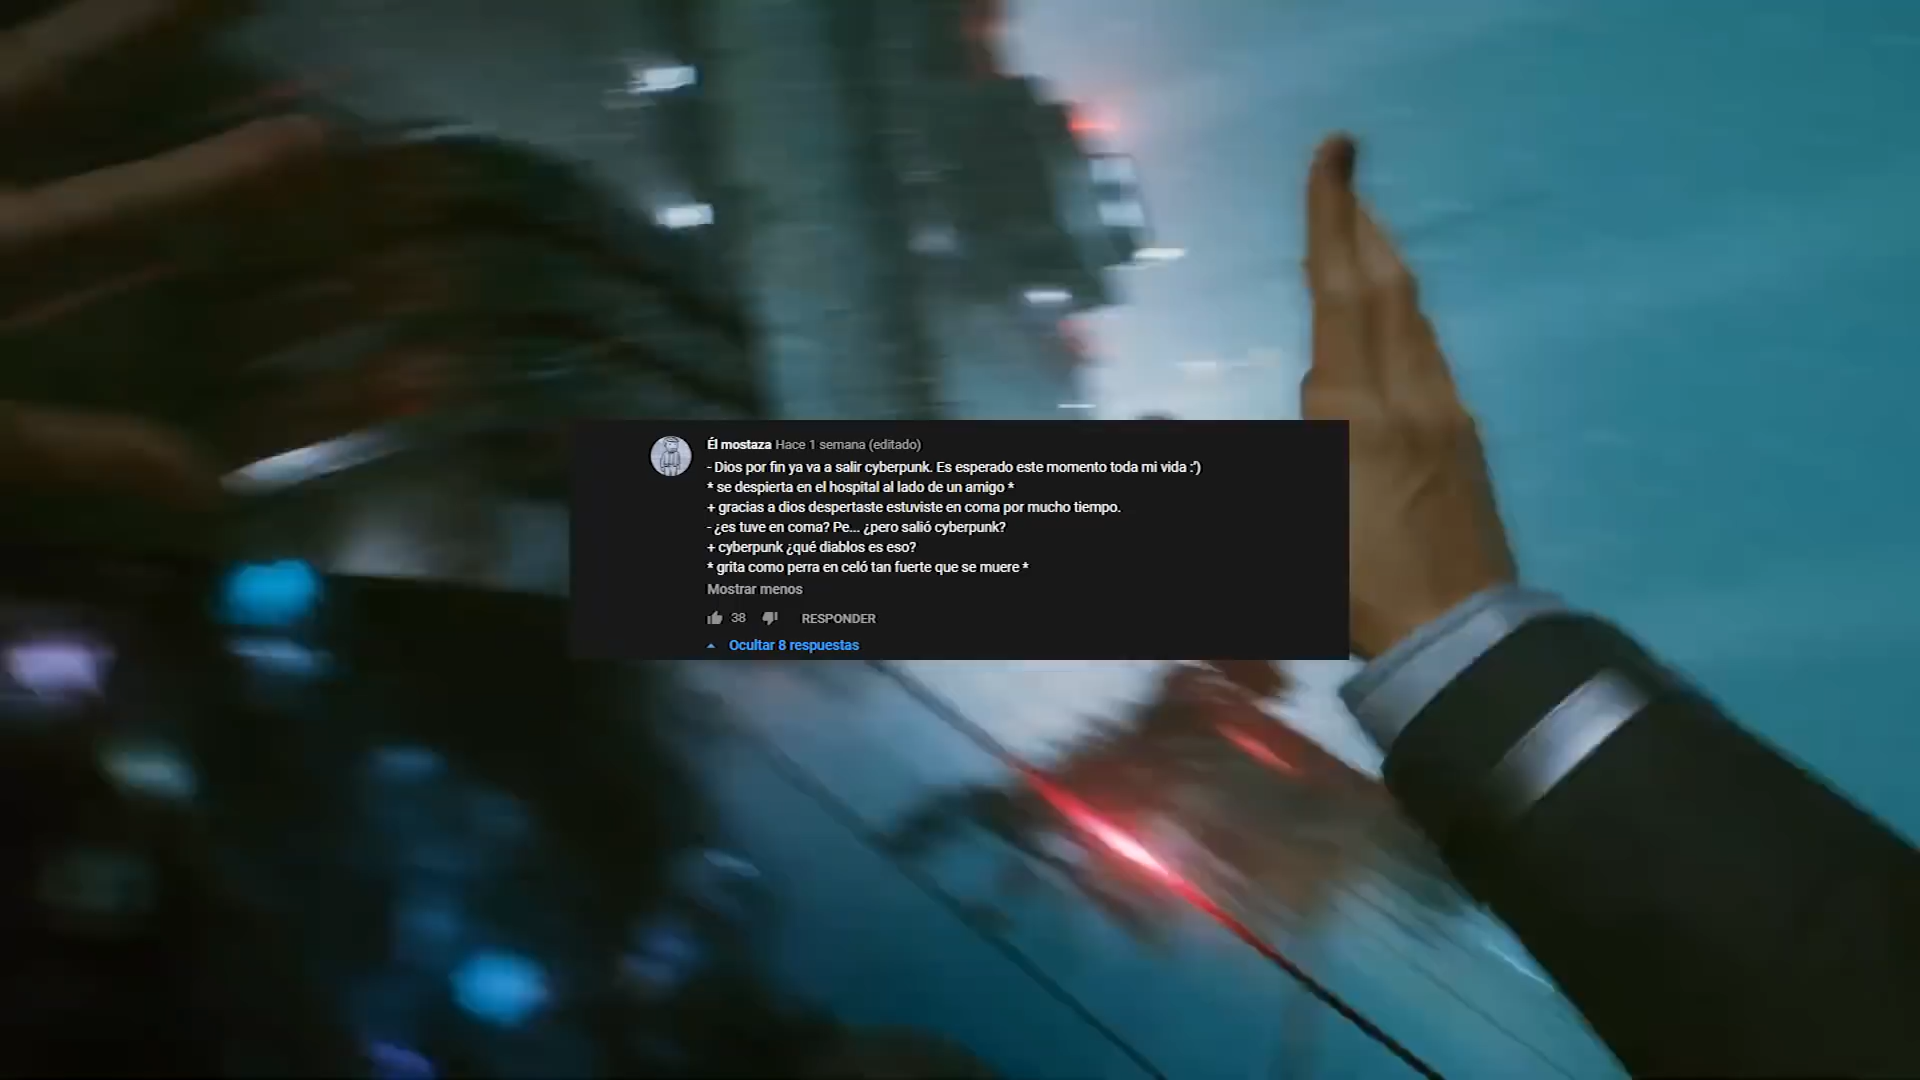 Él mostaza Hace 1 semana (editado)
- Dios por fin ya va a salir cyberpunk. Es esperado este momento toda mi vida :')
* se despierta en el hospital al lado de un amigo *
+ gracias a dios despertaste estuviste en coma por mucho tiempo.
- ¿es tuve en coma? Pe... ¿pero salió cyberpunk?
+ cyberpunk ¿qué diablos es eso?
* grita como perra en celó tan fuerte que se muere *
Mostrar menos
38 RESPONDER
Ocultar 8 respuestas